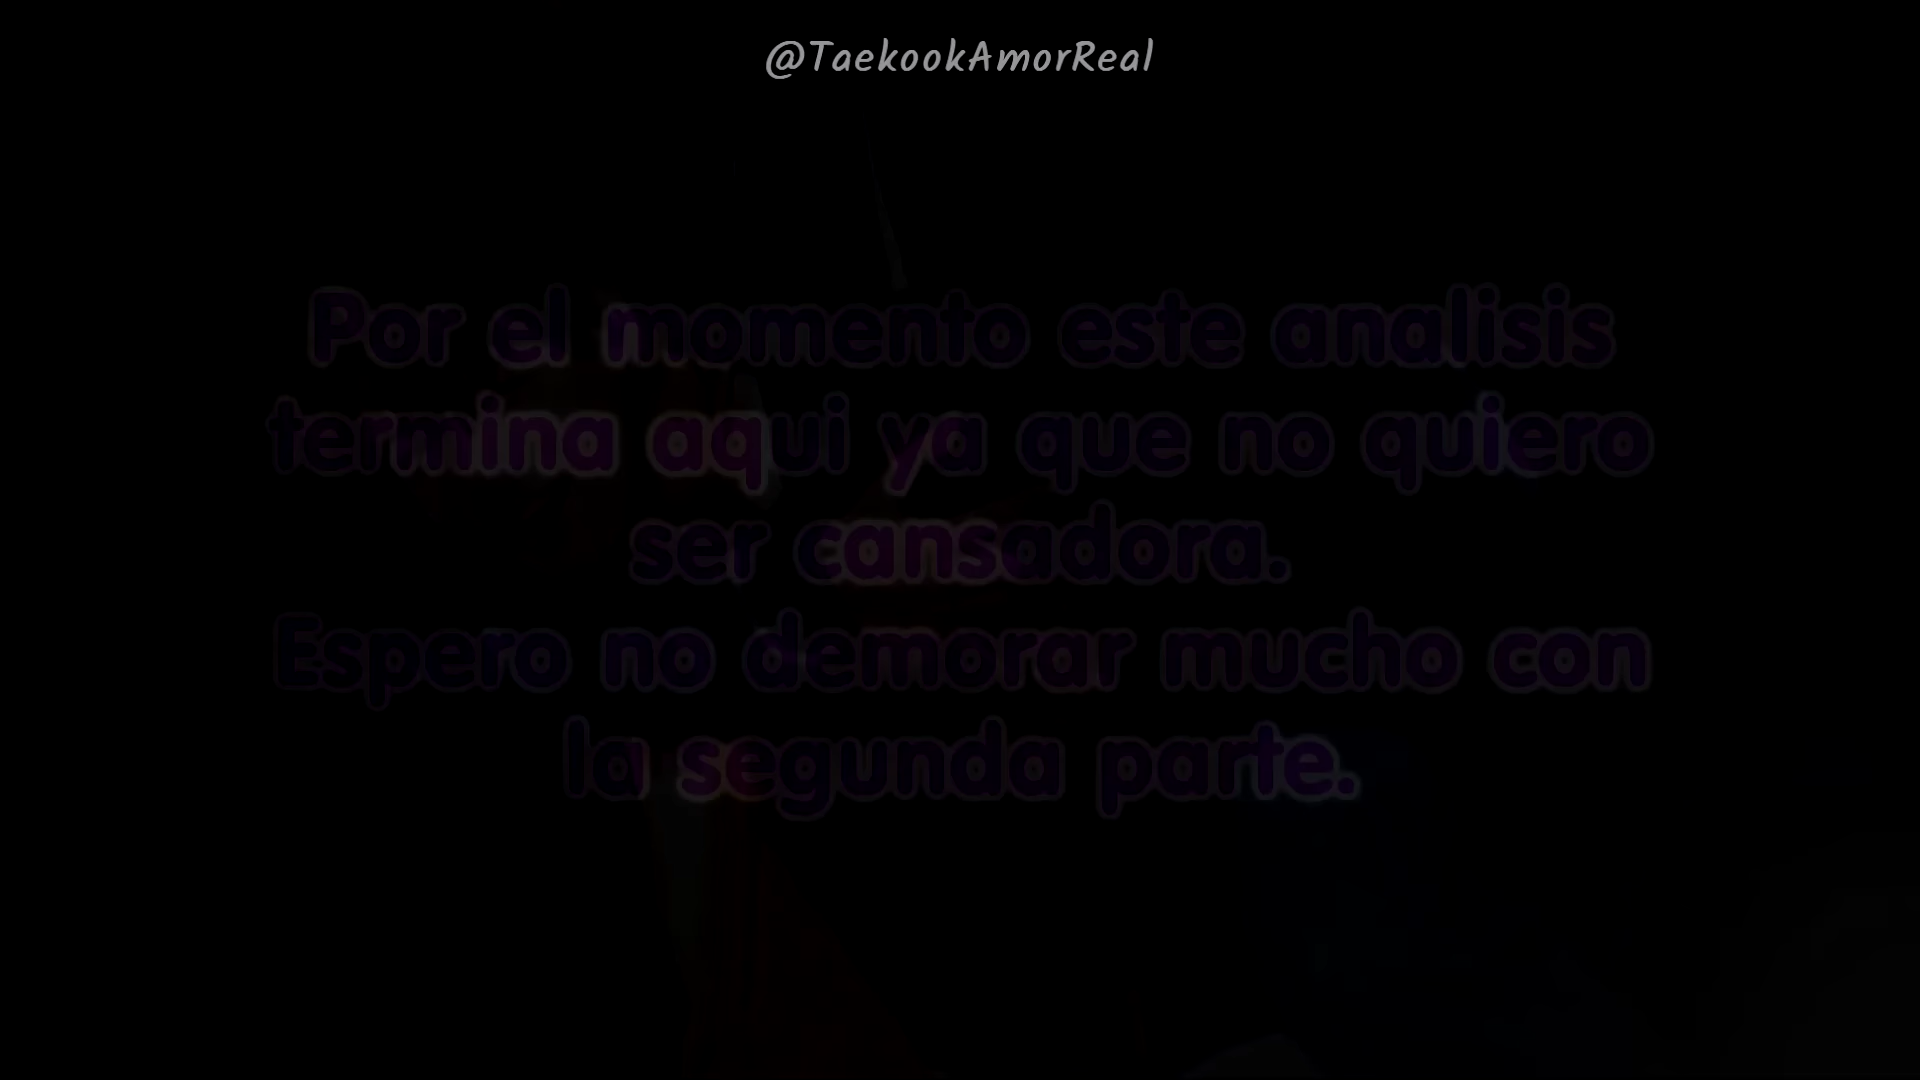 @TaekookAmorReal
Por el momento este analisis
termina aqui ya que no quiero
ser cansadora.
Espero no demorar mucho con
la segunda parte.